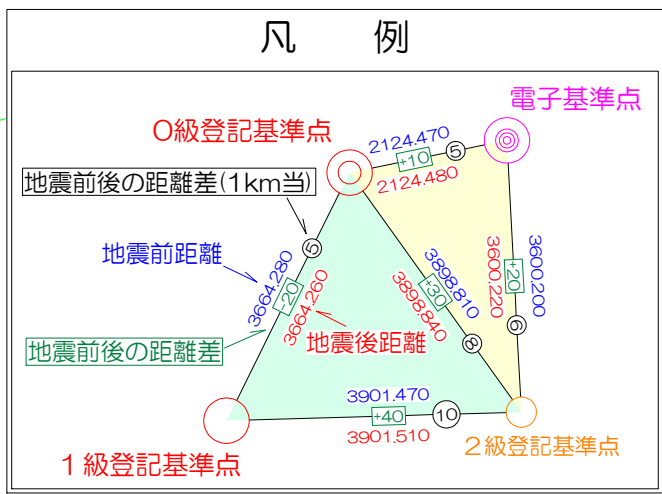 凡 例
電子基準点
0級登記基準点
2124.470
+10
5
2124.480
地震前後の距離差(1km当)
5
地震前距離
3664.280
-20
3664.260
3898.810
+30
3898.840
8
3600.200
+20
3600.220
6
地震前後の距離差
地震後距離
3901.470
+40
10
3901.510
1級登記基準点
2級登記基準点